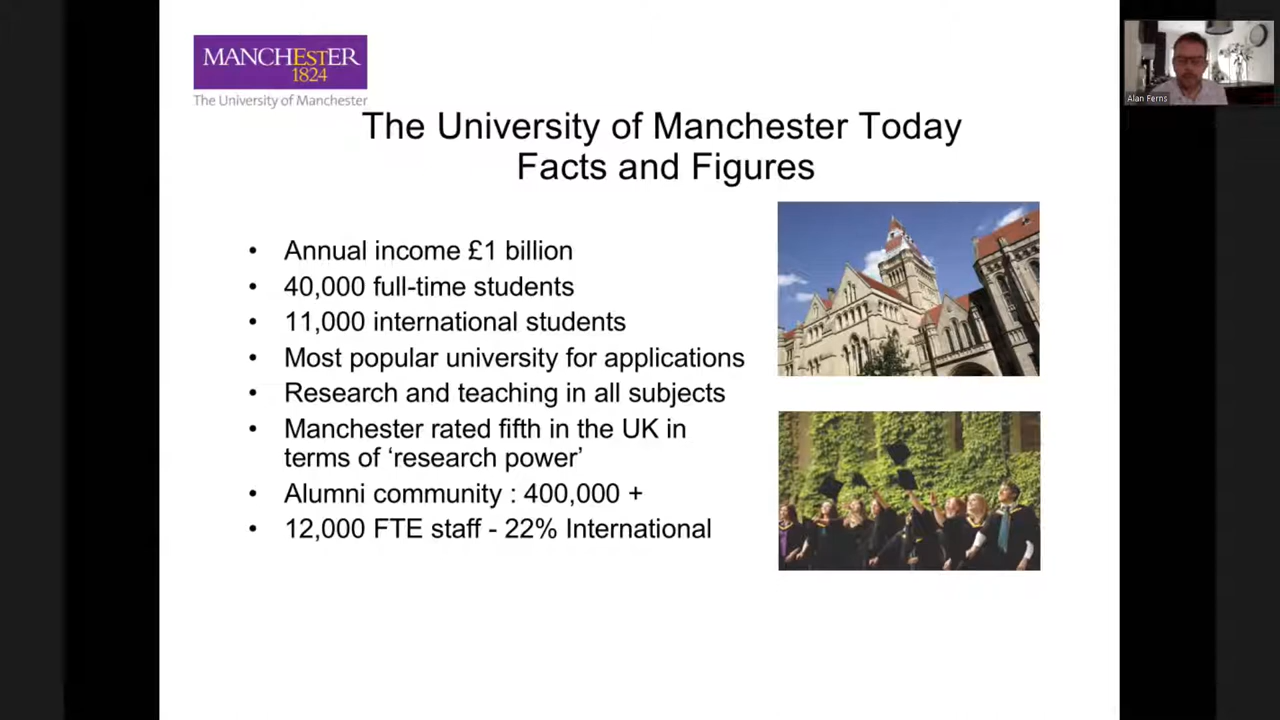 MANCHESTER
1824
The University of Manchester
Alan Ferns
The University of Manchester Today
Facts and Figures
• Annual income £1 billion
• 40,000 full-time students
• 11,000 international students
• Most popular university for applications
• Research and teaching in all subjects
• Manchester rated fifth in the UK in
terms of ‘research power’
• Alumni community : 400,000 +
• 12,000 FTE staff - 22% International